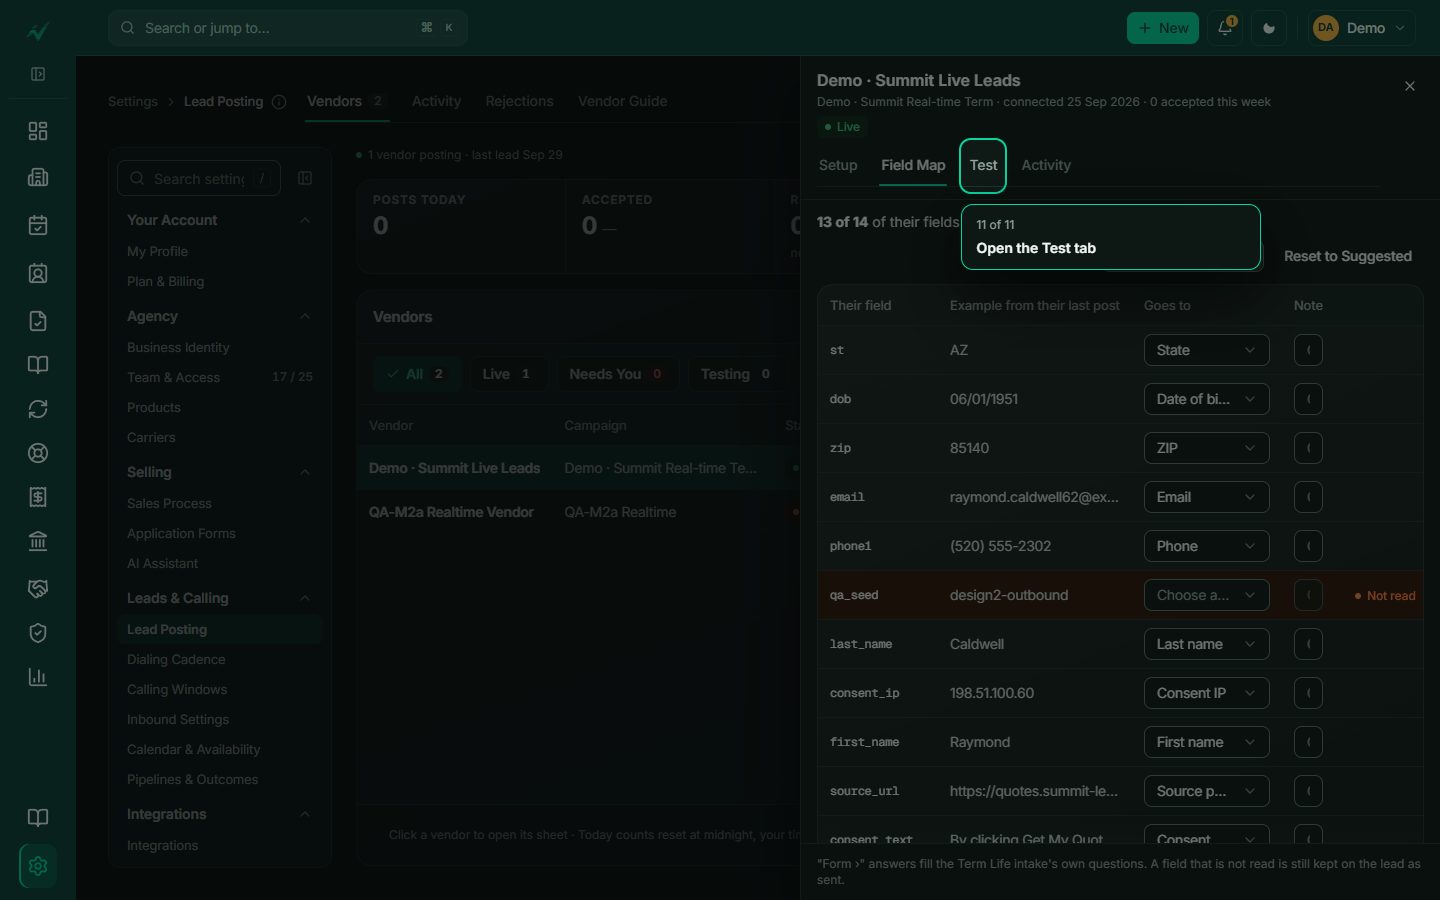 Search or jump to...
⌘ K
New
1
DA
Demo
Settings
Lead Posting
Vendors 2
Activity
Rejections
Vendor Guide
Search settin
/
Your Account
My Profile
Plan & Billing
Agency
Business Identity
Team & Access 17 / 25
Products
Carriers
Selling
Sales Process
Application Forms
AI Assistant
Leads & Calling
Lead Posting
Dialing Cadence
Calling Windows
Inbound Settings
Calendar & Availability
Pipelines & Outcomes
Integrations
Integrations
1 vendor posting · last lead Sep 29
POSTS TODAY
0
ACCEPTED
0 —
Vendors
All 2
Live 1
Needs You 0
Testing 0
Vendor Campaign
Demo · Summit Live Leads Demo · Summit Real-time Te...
QA-M2a Realtime Vendor QA-M2a Realtime
Click a vendor to open its sheet · Today counts reset at midnight, your
Demo · Summit Live Leads
Demo · Summit Real-time Term · connected 25 Sep 2026 · 0 accepted this week
Live
Setup
Field Map
Test
Activity
13 of 14 of their fields
11 of 11
Open the Test tab
Reset to Suggested
Their field Example from their last post Goes to Note
st AZ State
dob 06/01/1951 Date of bi...
zip 85140 ZIP
email raymond.caldwell62@ex... Email
phone1 (520) 555-2302 Phone
qa_seed design2-outbound Choose a... Not read
last_name Caldwell Last name
consent_ip 198.51.100.60 Consent IP
first_name Raymond First name
source_url https://quotes.summit-le... Source p...
consent_text By clicking Get My Quot Consent
"Form ›" answers fill the Term Life intake's own questions. A field that is not read is still kept on the lead as
sent.